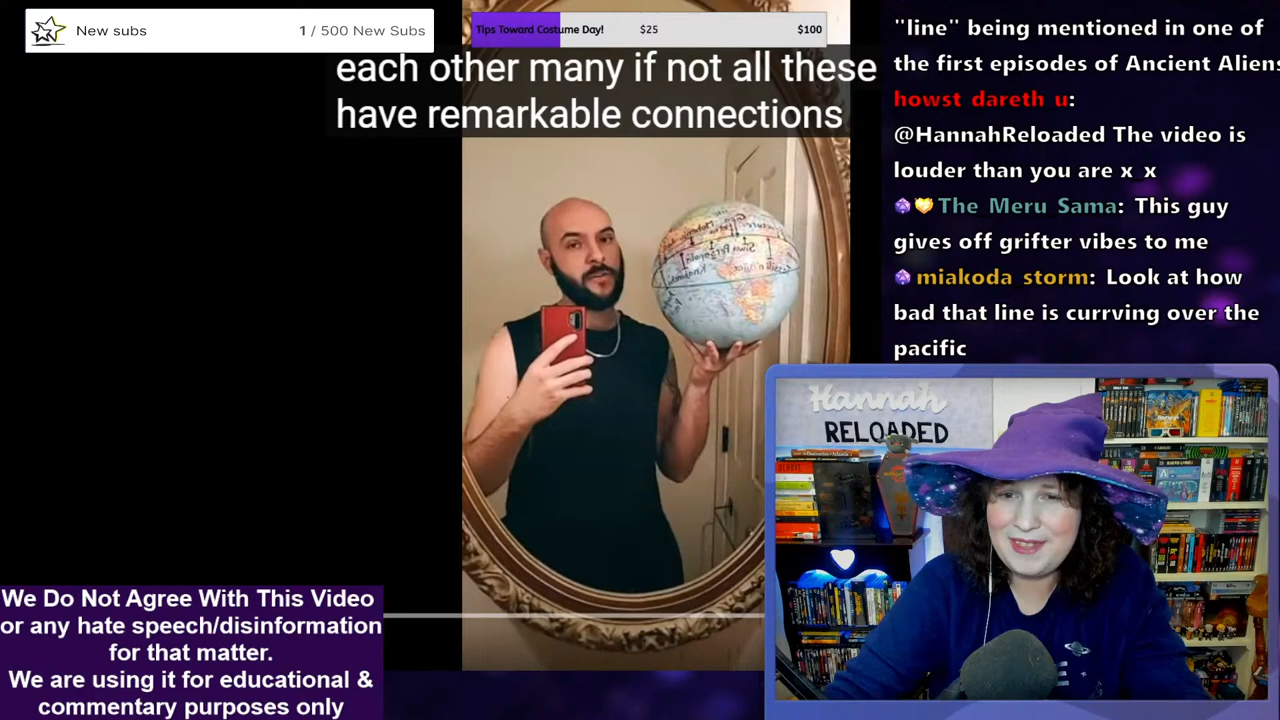 New subs
1 / 500 New Subs
Tips Toward Costume Day!
$25
$100
each other many if not all these
have remarkable connections
"line" being mentioned in one of
the first episodes of Ancient Aliens
howst dareth u:
@HannahReloaded The video is
louder than you are x_x
The Meru Sama: This guy
gives off grifter vibes to me
miakoda storm: Look at how
bad that line is currving over the
pacific
Hannah
RELOADED
We Do Not Agree With This Video
or any hate speech/disinformation
for that matter.
We are using it for educational &
commentary purposes only